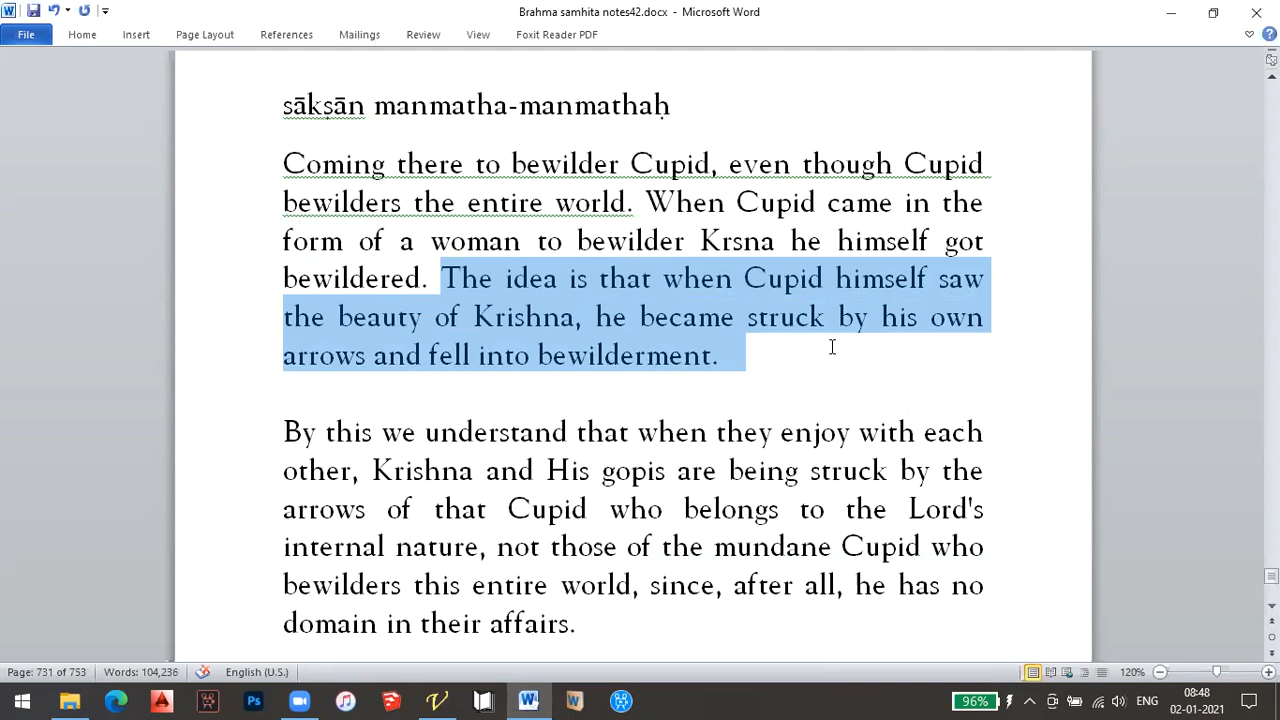 Brahma samhita notes42.docx - Microsoft Word
File Home Insert Page Layout References Mailings Review View Foxit Reader PDF
sākṣān manmatha-manmathaḥ
Coming there to bewilder Cupid, even though Cupid
bewilders the entire world. When Cupid came in the
form of a woman to bewilder Krsna he himself got
bewildered. The idea is that when Cupid himself saw
the beauty of Krishna, he became struck by his own
arrows and fell into bewilderment.
By this we understand that when they enjoy with each
other, Krishna and His gopis are being struck by the
arrows of that Cupid who belongs to the Lord's
internal nature, not those of the mundane Cupid who
bewilders this entire world, since, after all, he has no
domain in their affairs.
Page: 731 of 753 Words: 104,236 English (U.S.) 120%
96% ENG 08:48
02-01-2021